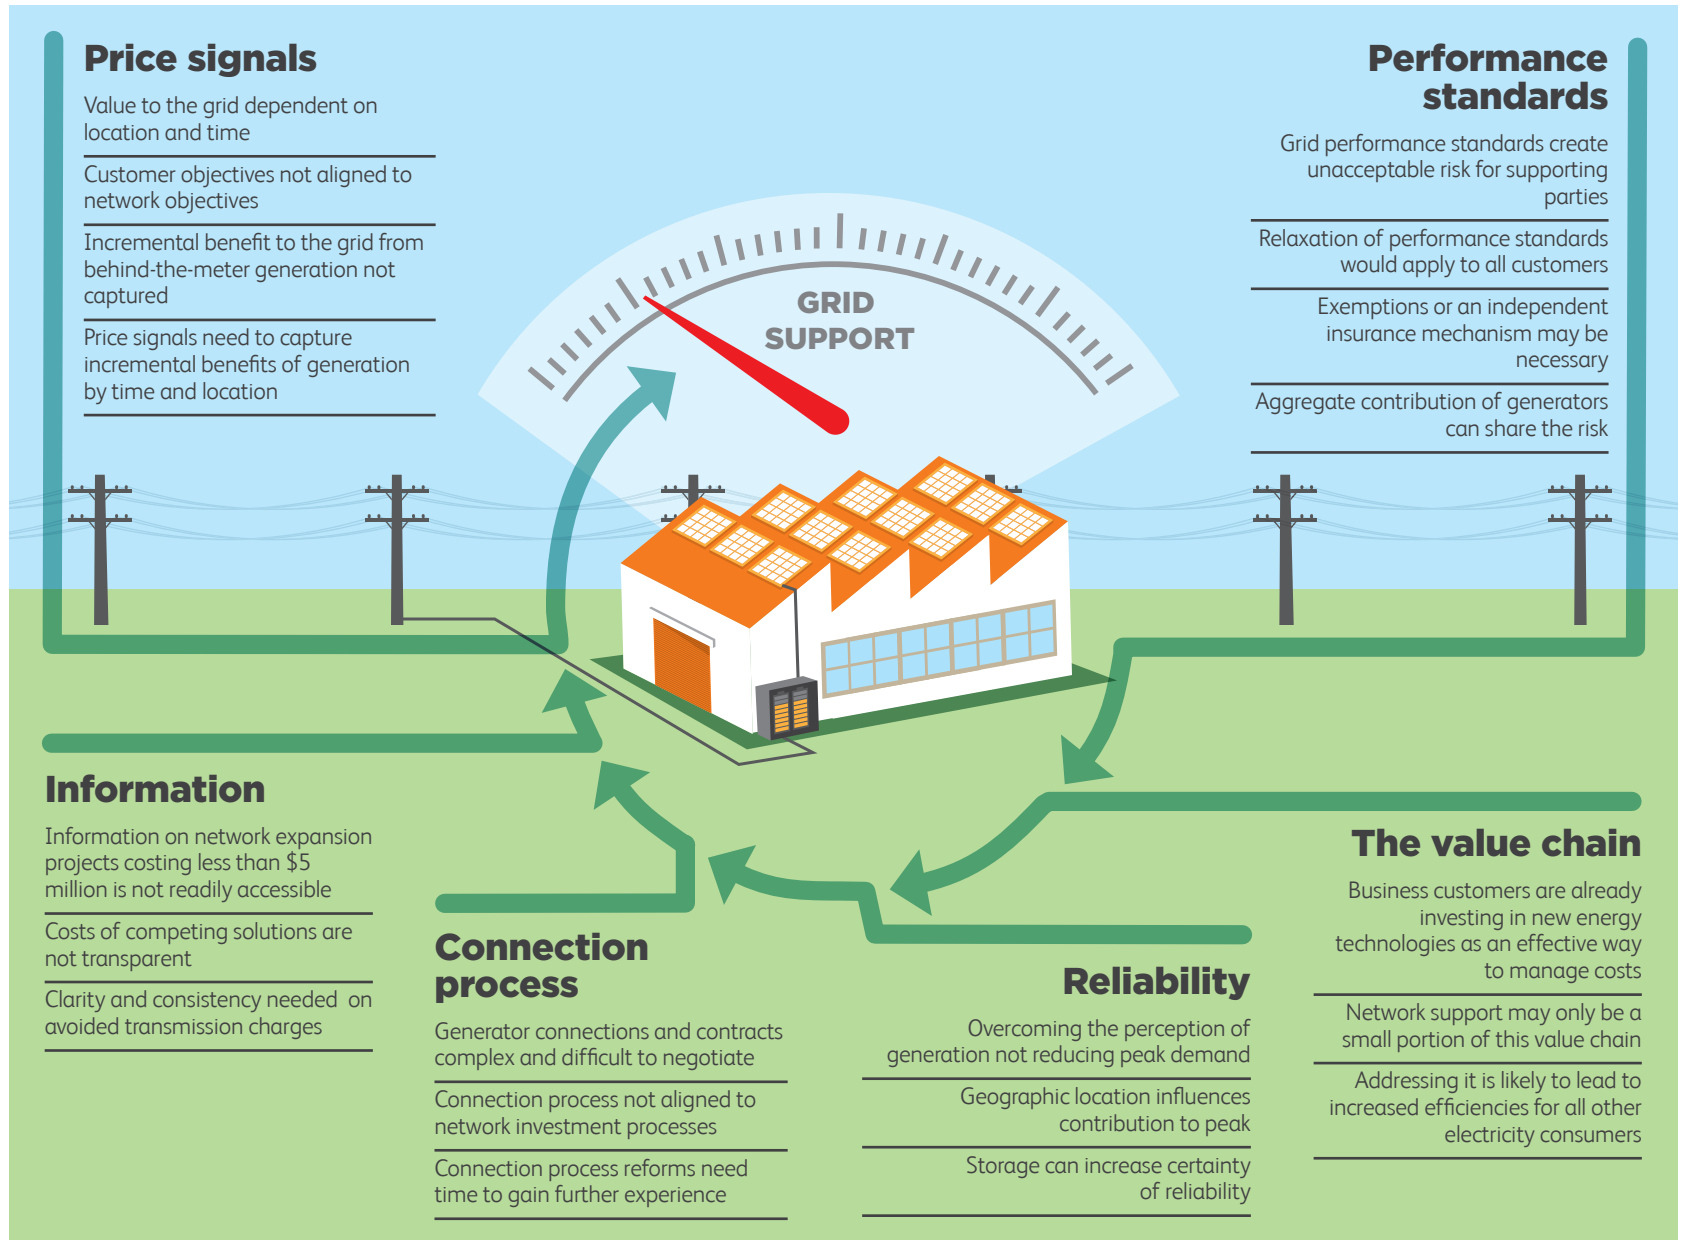 Price signals
Value to the grid dependent on
location and time
Customer objectives not aligned to
network objectives
Incremental benefit to the grid from
behind-the-meter generation not
captured
Price signals need to capture
incremental benefits of generation
by time and location
Performance
standards
Grid performance standards create
unacceptable risk for supporting
parties
Relaxation of performance standards
would apply to all customers
Exemptions or an independent
insurance mechanism may be
necessary
Aggregate contribution of generators
can share the risk
GRID
SUPPORT
Information
Information on network expansion
projects costing less than $5
million is not readily accessible
Costs of competing solutions are
not transparent
Clarity and consistency needed on
avoided transmission charges
Connection
process
Generator connections and contracts
complex and difficult to negotiate
Connection process not aligned to
network investment processes
Connection process reforms need
time to gain further experience
Reliability
Overcoming the perception of
generation not reducing peak demand
Geographic location influences
contribution to peak
Storage can increase certainty
of reliability
The value chain
Business customers are already
investing in new energy
technologies as an effective way
to manage costs
Network support may only be a
small portion of this value chain
Addressing it is likely to lead to
increased efficiencies for all other
electricity consumers